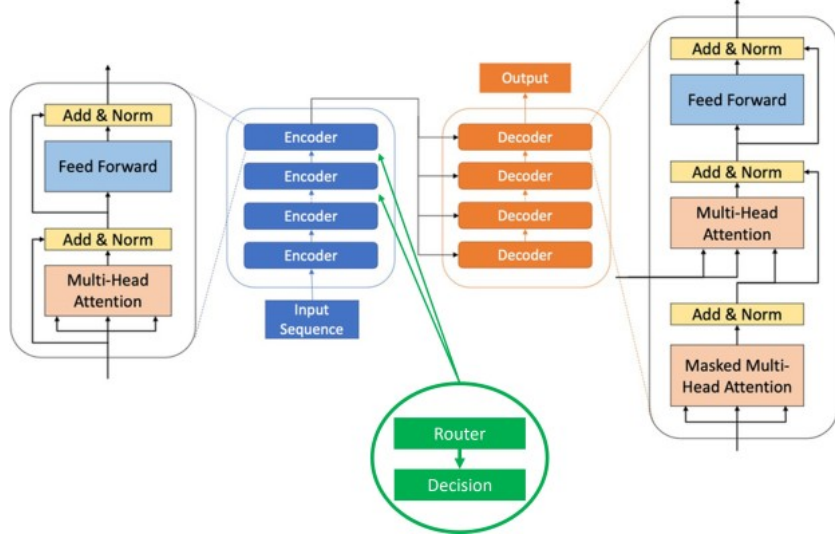 Add & Norm
Feed Forward
Add & Norm
Multi-Head
Attention
Encoder
Encoder
Encoder
Encoder
Input
Sequence
Output
Decoder
Decoder
Decoder
Decoder
Add & Norm
Feed Forward
Add & Norm
Multi-Head
Attention
Add & Norm
Masked Multi-
Head Attention
Router
Decision